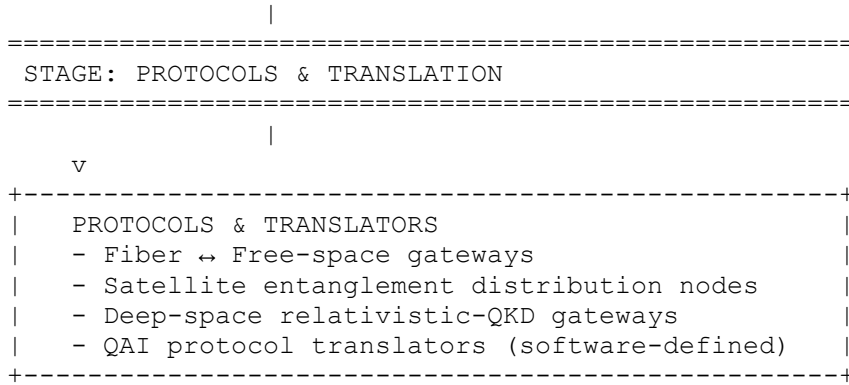 STAGE: PROTOCOLS & TRANSLATION
PROTOCOLS & TRANSLATORS
- Fiber ↔ Free-space gateways
- Satellite entanglement distribution nodes
- Deep-space relativistic-QKD gateways
- QAI protocol translators (software-defined)